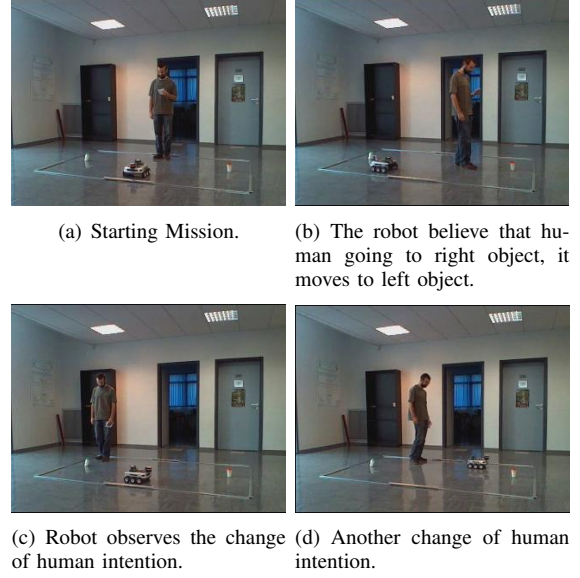 (a) Starting Mission.
(b) The robot believe that hu-
man going to right object, it
moves to left object.
(c) Robot observes the change
of human intention.
(d) Another change of human
intention.